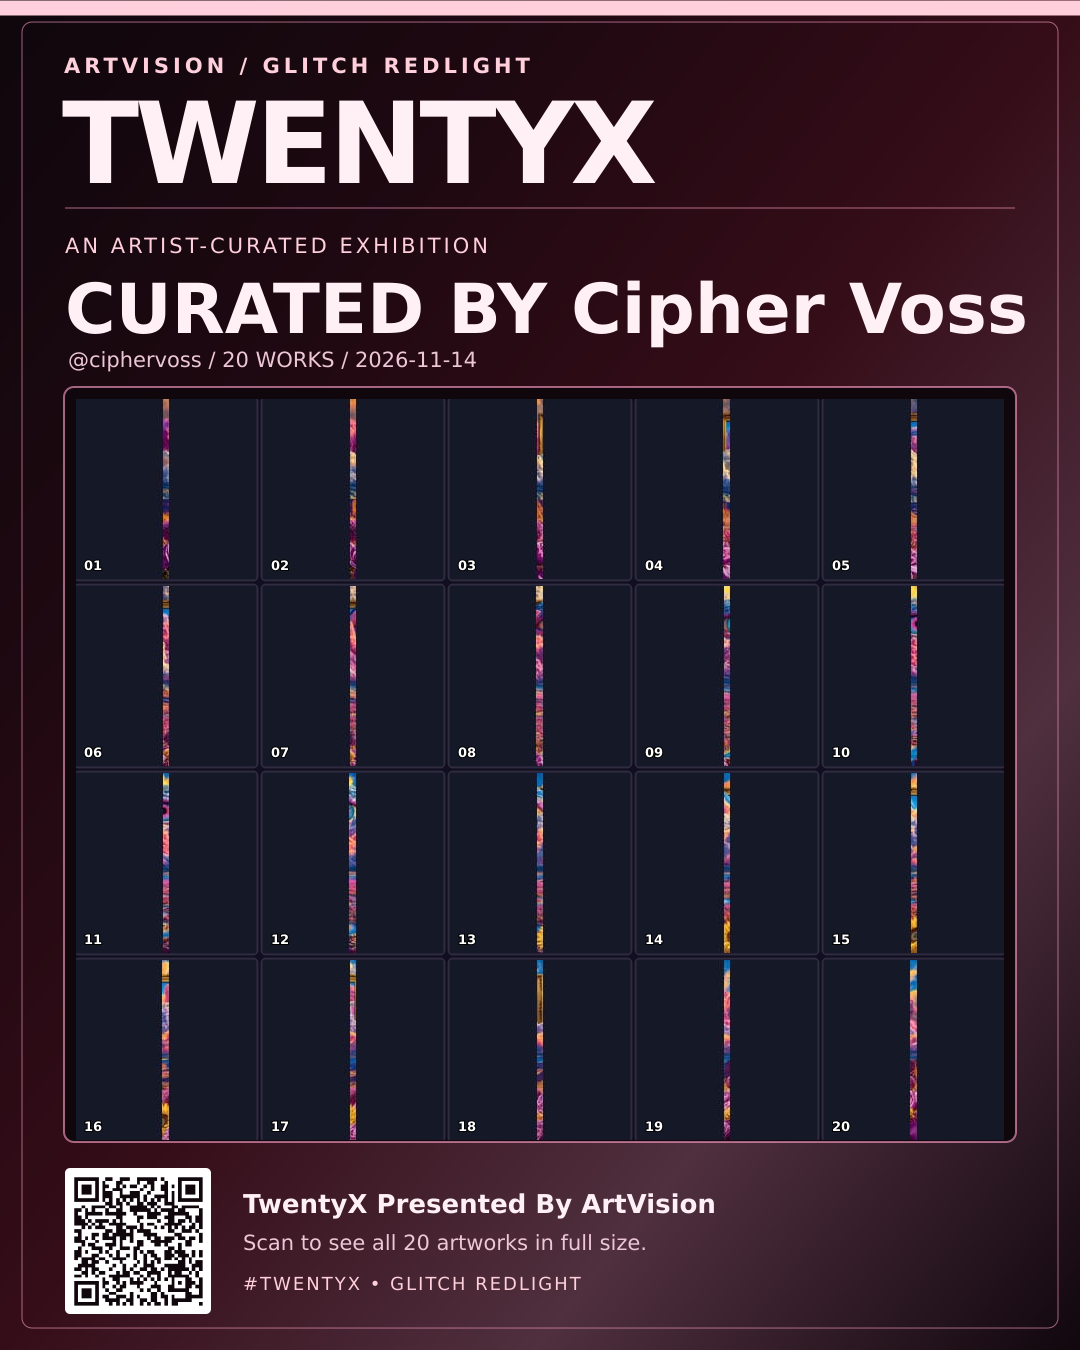 ARTVISION / GLITCH REDLIGHT
TWENTYX
AN ARTIST-CURATED EXHIBITION
CURATED BY Cipher Voss
@ciphervoss / 20 WORKS / 2026-11-14
01 02 03 04 05
06 07 08 09 10
11 12 13 14 15
16 17 18 19 20
TwentyX Presented By ArtVision
Scan to see all 20 artworks in full size.
#TWENTYX • GLITCH REDLIGHT